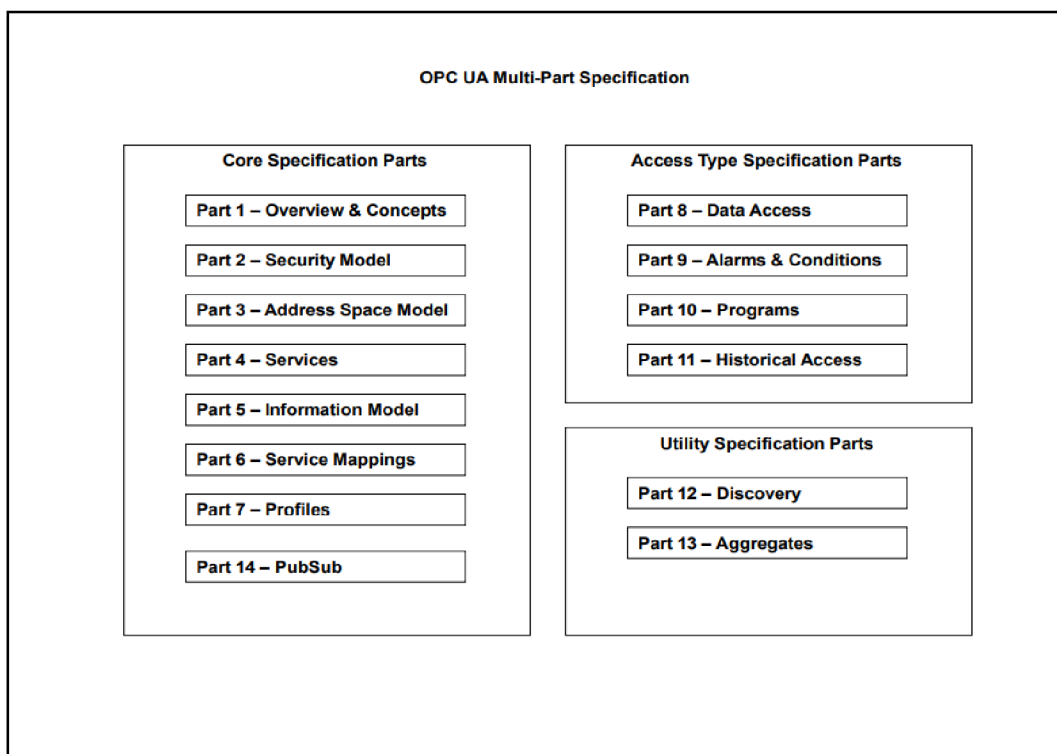 OPC UA Multi-Part Specification
Core Specification Parts
Part 1 – Overview & Concepts
Part 2 – Security Model
Part 3 – Address Space Model
Part 4 – Services
Part 5 – Information Model
Part 6 – Service Mappings
Part 7 – Profiles
Part 14 – PubSub
Access Type Specification Parts
Part 8 – Data Access
Part 9 – Alarms & Conditions
Part 10 – Programs
Part 11 – Historical Access
Utility Specification Parts
Part 12 – Discovery
Part 13 – Aggregates